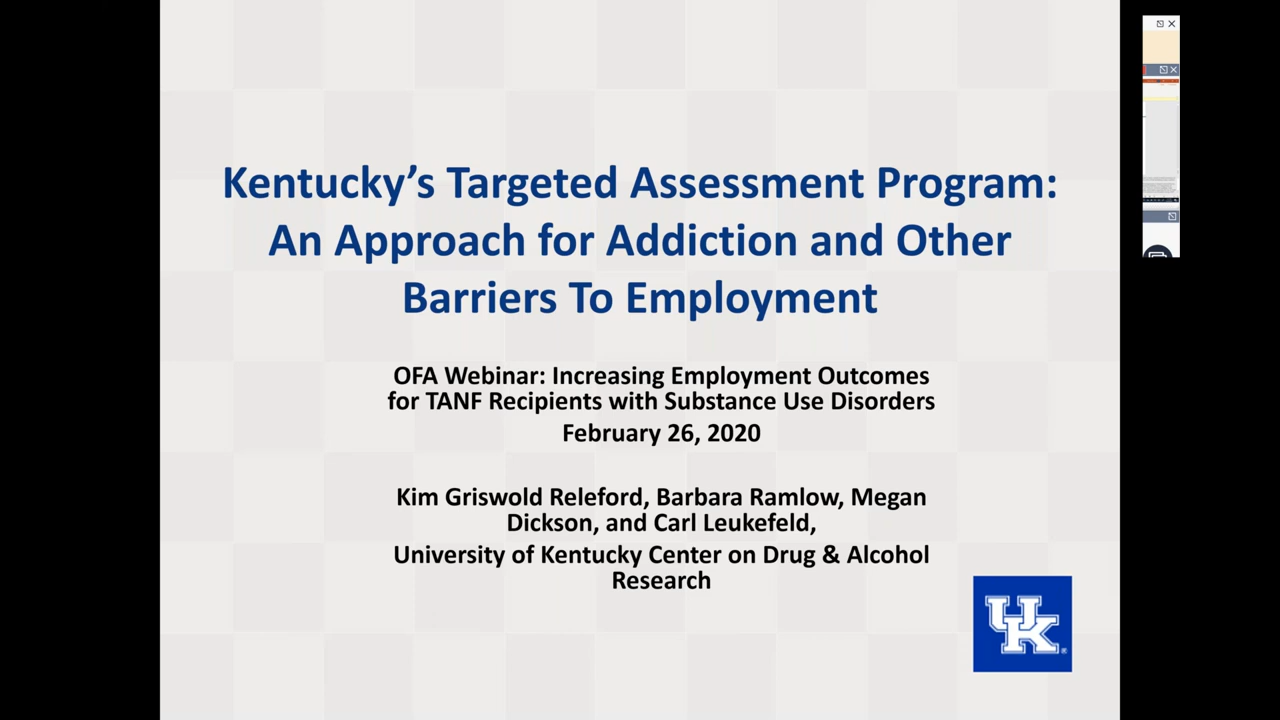 Kentucky’s Targeted Assessment Program:
An Approach for Addiction and Other
Barriers To Employment
OFA Webinar: Increasing Employment Outcomes
for TANF Recipients with Substance Use Disorders
February 26, 2020
Kim Griswold Releford, Barbara Ramlow, Megan
Dickson, and Carl Leukefeld,
University of Kentucky Center on Drug & Alcohol
Research
UK®